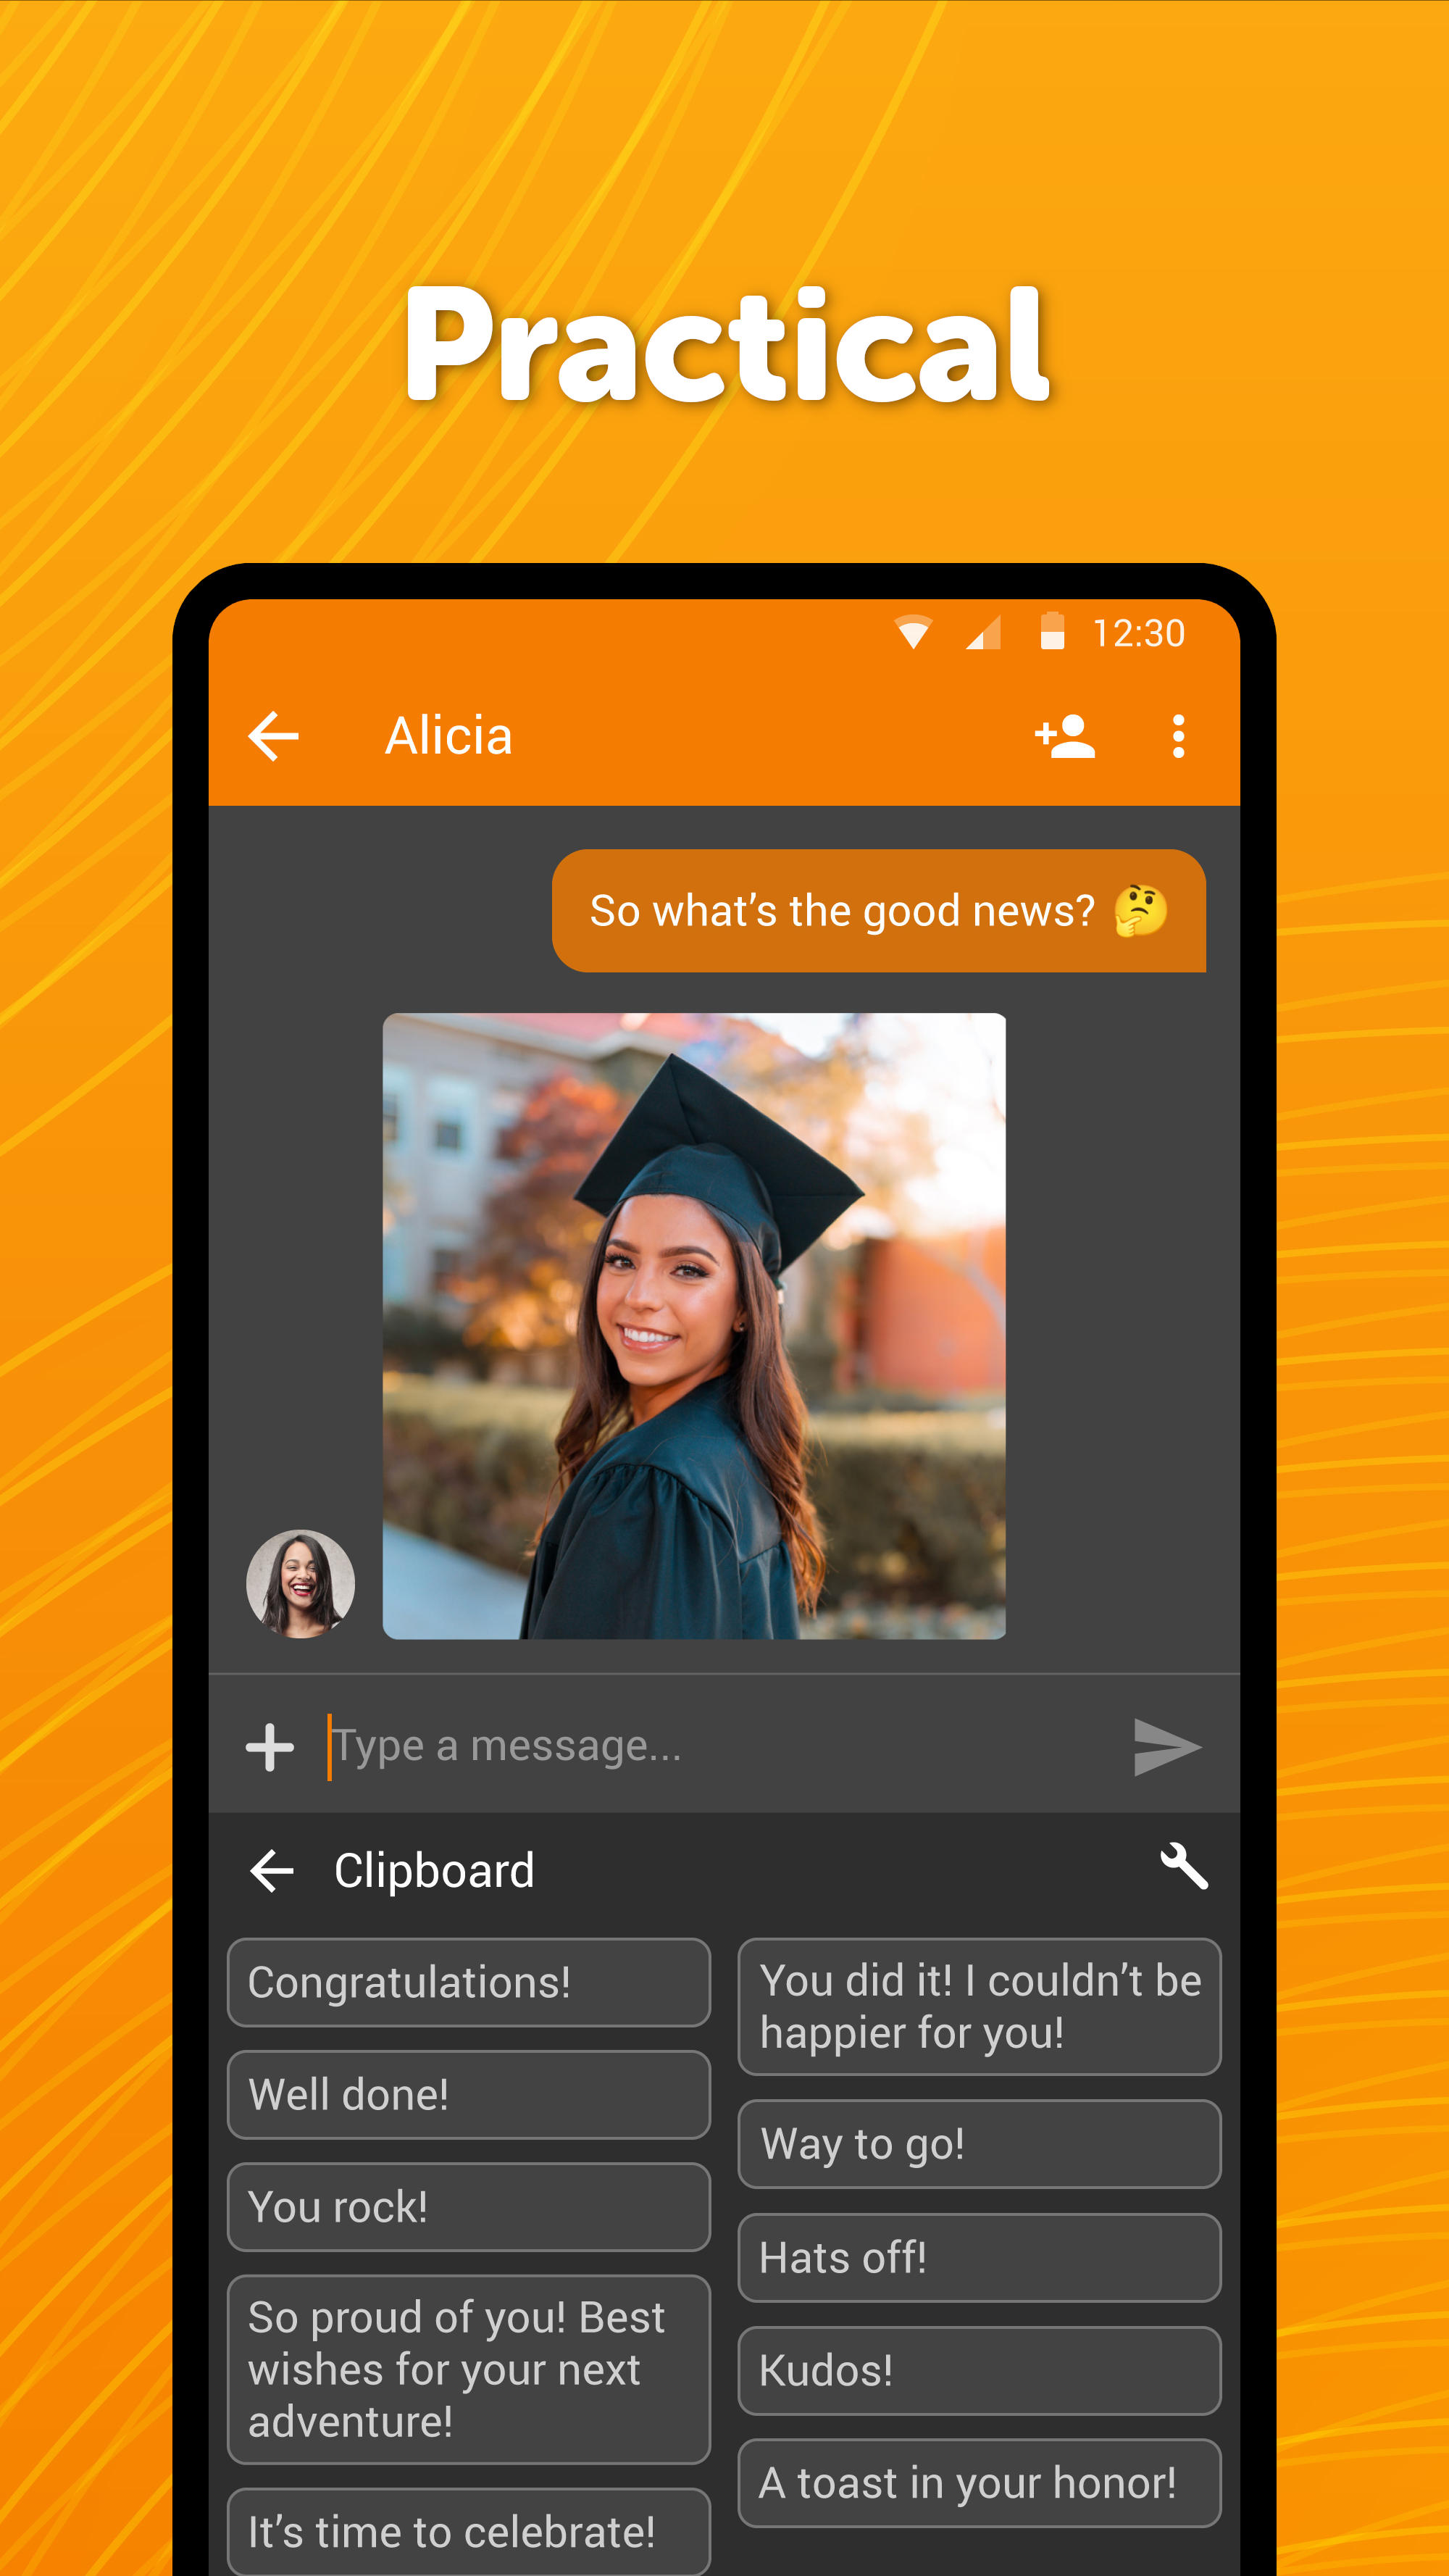 Practical
12:30
Alicia
So what’s the good news? 🤔
Type a message...
Clipboard
Congratulations!
Well done!
You rock!
So proud of you! Best
wishes for your next
adventure!
It’s time to celebrate!
You did it! I couldn’t be
happier for you!
Way to go!
Hats off!
Kudos!
A toast in your honor!